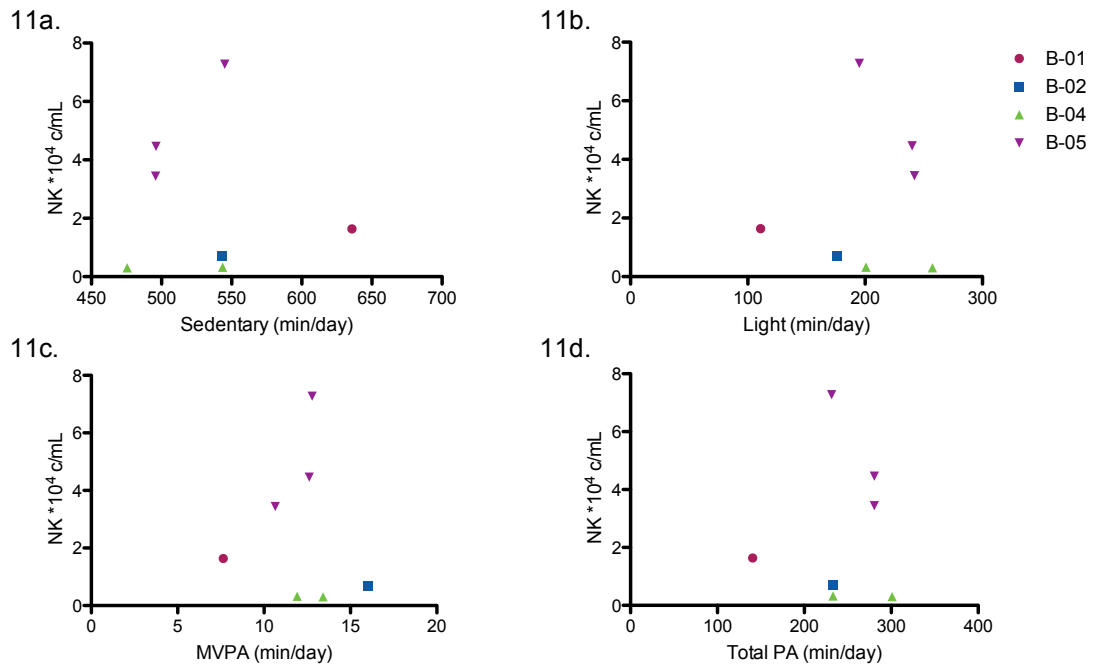 11a.
8
6
4
2
0
NK *10⁴ c/mL
450 500 550 600 650 700
Sedentary (min/day)
11b.
8
6
4
2
0
NK *10⁴ c/mL
0 100 200 300
Light (min/day)
B-01
B-02
B-04
B-05
11c.
8
6
4
2
0
NK *10⁴ c/mL
0 5 10 15 20
MVPA (min/day)
11d.
8
6
4
2
0
NK *10⁴ c/mL
0 100 200 300 400
Total PA (min/day)